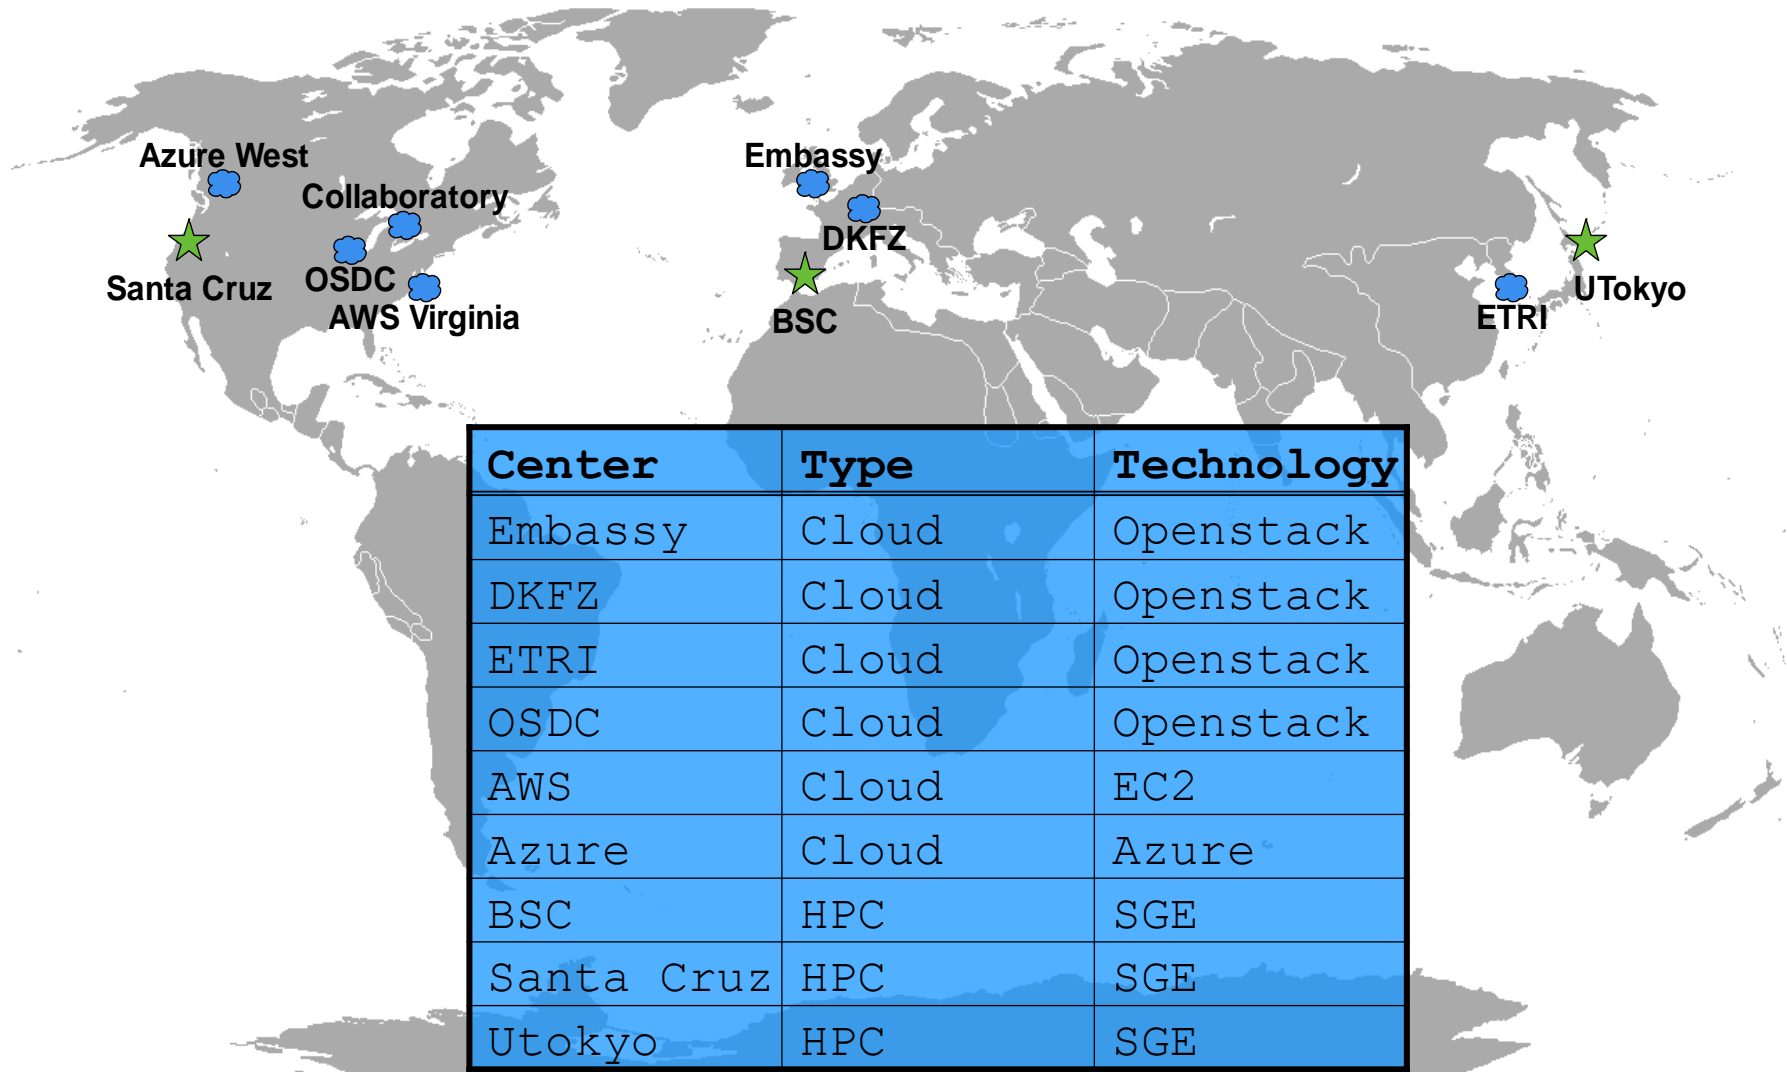 Azure West
Collaboratory
Santa Cruz
OSDC
AWS Virginia
Embassy
DKFZ
BSC
UTokyo
ETRI
Center Type Technology
Embassy Cloud Openstack
DKFZ Cloud Openstack
ETRI Cloud Openstack
OSDC Cloud Openstack
AWS Cloud EC2
Azure Cloud Azure
BSC HPC SGE
Santa Cruz HPC SGE
Utokyo HPC SGE